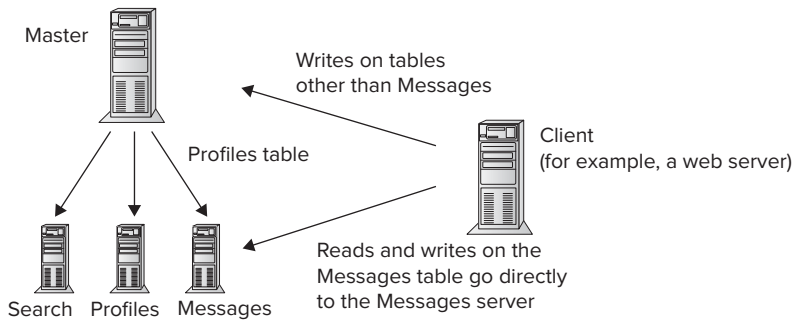 Master
Writes on tables
other than Messages
Client
(for example, a web server)
Profiles table
Reads and writes on the
Messages table go directly
to the Messages server
Search
Profiles
Messages